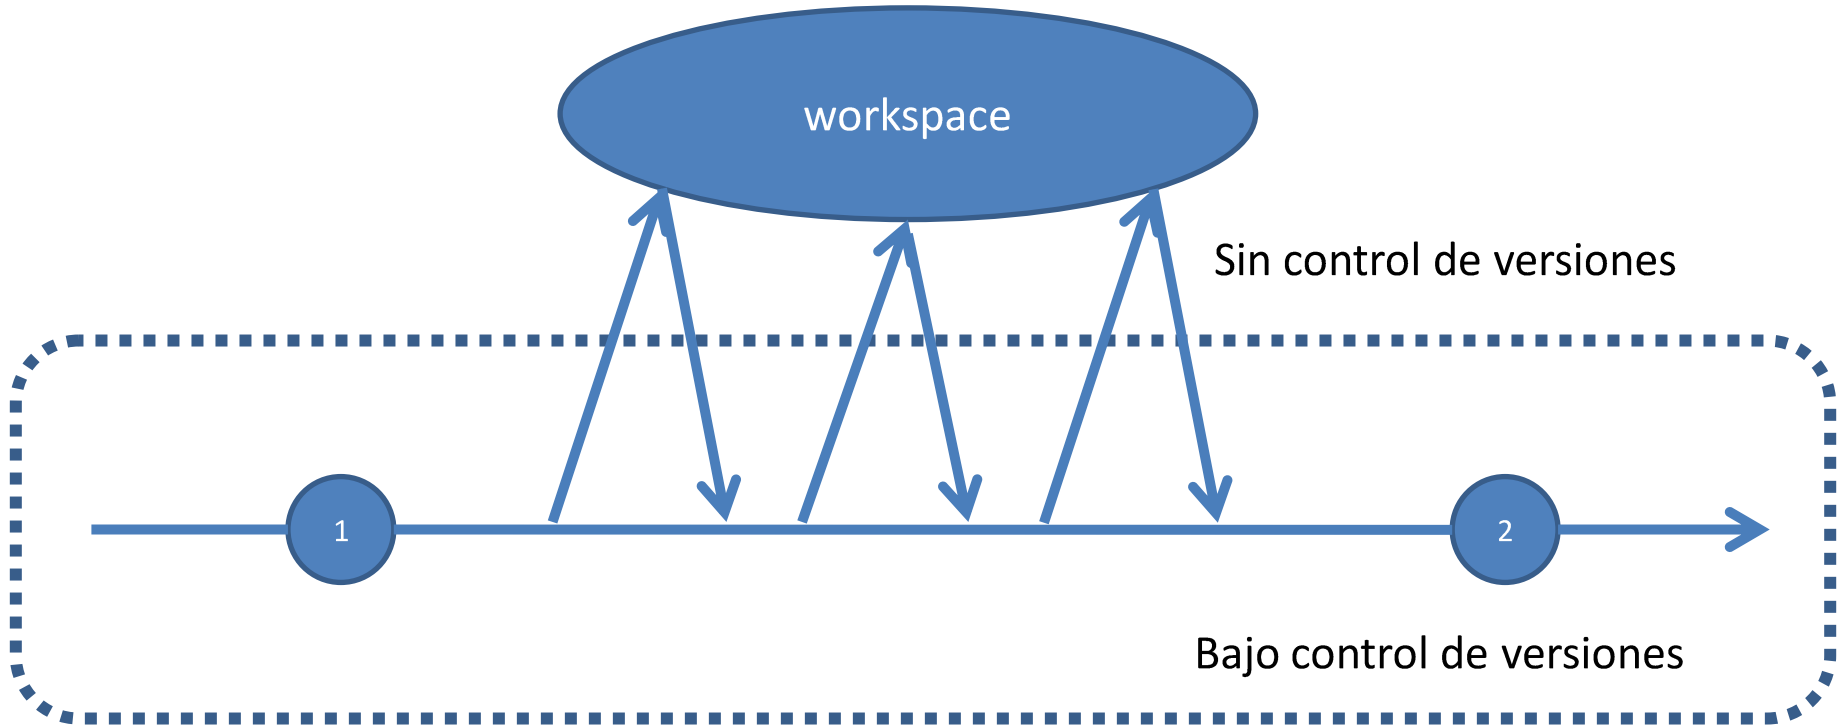 workspace
Sin control de versiones
1
2
Bajo control de versiones